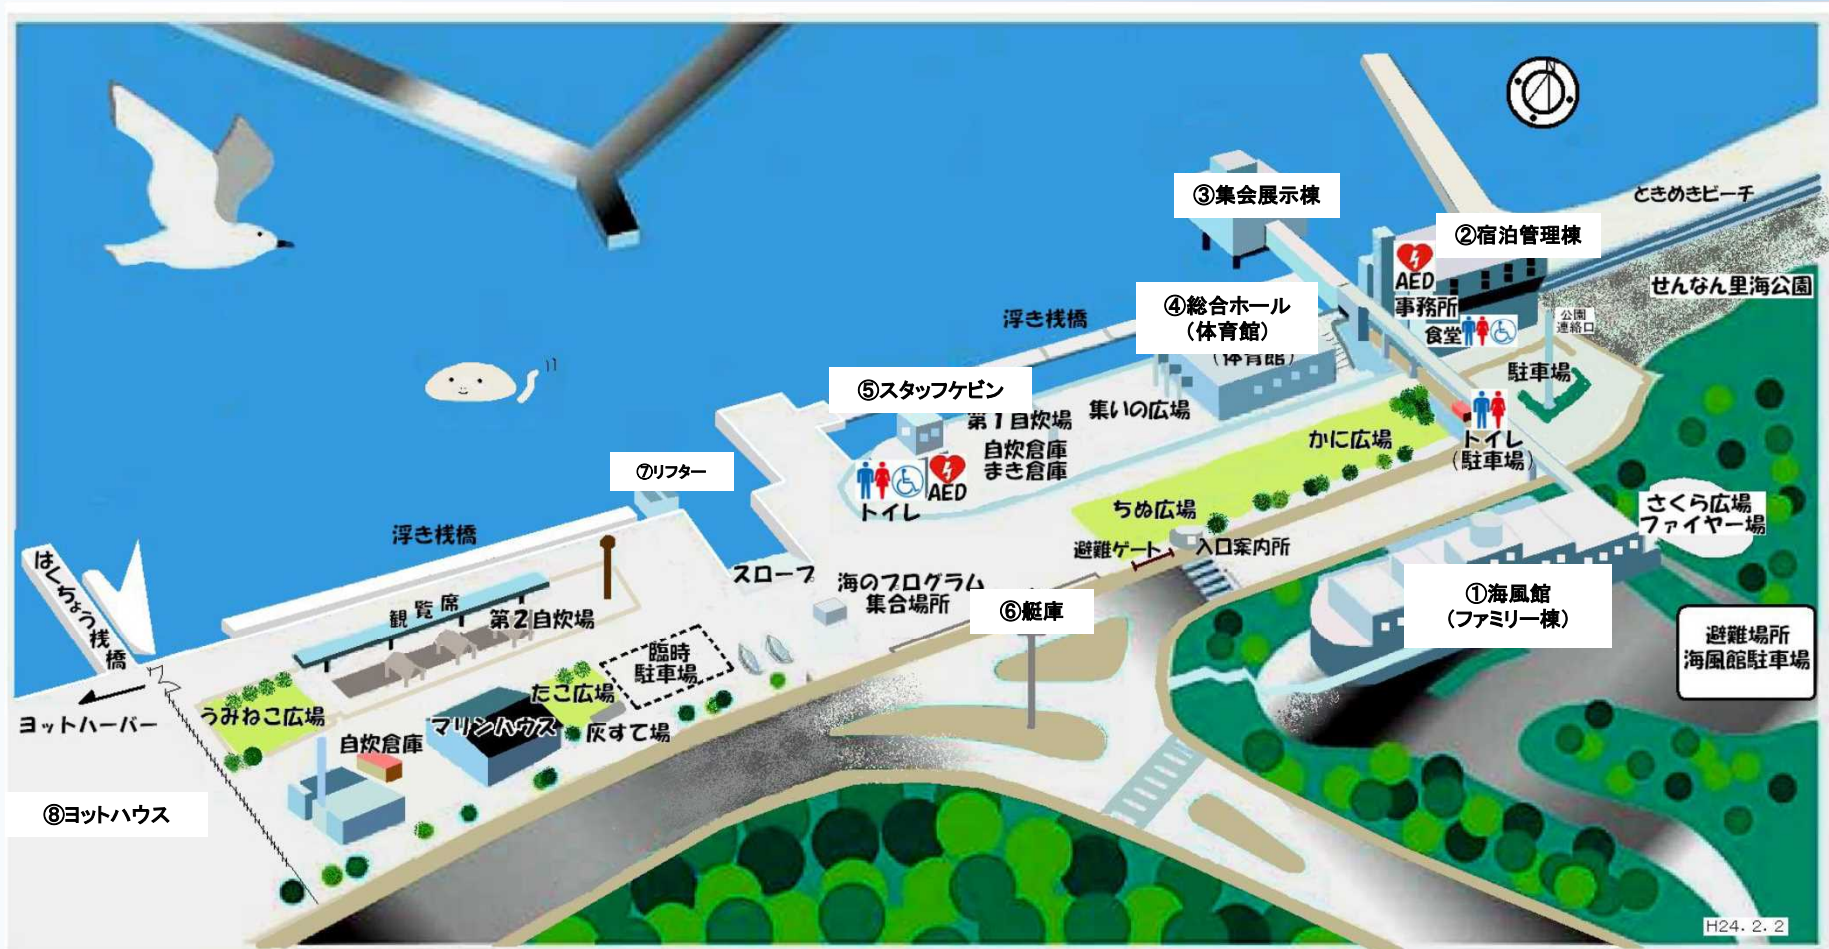 N
ときめきビーチ
③集会展示棟
②宿泊管理棟
AED
事務所
せんなん里海公園
④総合ホール
(体育館)
(体育館)
浮き桟橋
食堂
公園
連絡口
駐車場
⑤スタッフケビン
第1自炊場
集いの広場
自炊倉庫
まき倉庫
かに広場
トイレ
(駐車場)
⑦リフター
AED
トイレ
ちぬ広場
さくら広場
ファイヤー場
浮き桟橋
避難ゲート
入口案内所
はくちょう桟橋
スロープ
海のプログラム
集合場所
①海風館
(ファミリー棟)
観覧席
第2自炊場
⑥艇庫
避難場所
海風館駐車場
臨時
駐車場
たこ広場
うみねこ広場
ヨットハーバー
マリンハウス
灰すて場
自炊倉庫
⑧ヨットハウス
H24.2.2